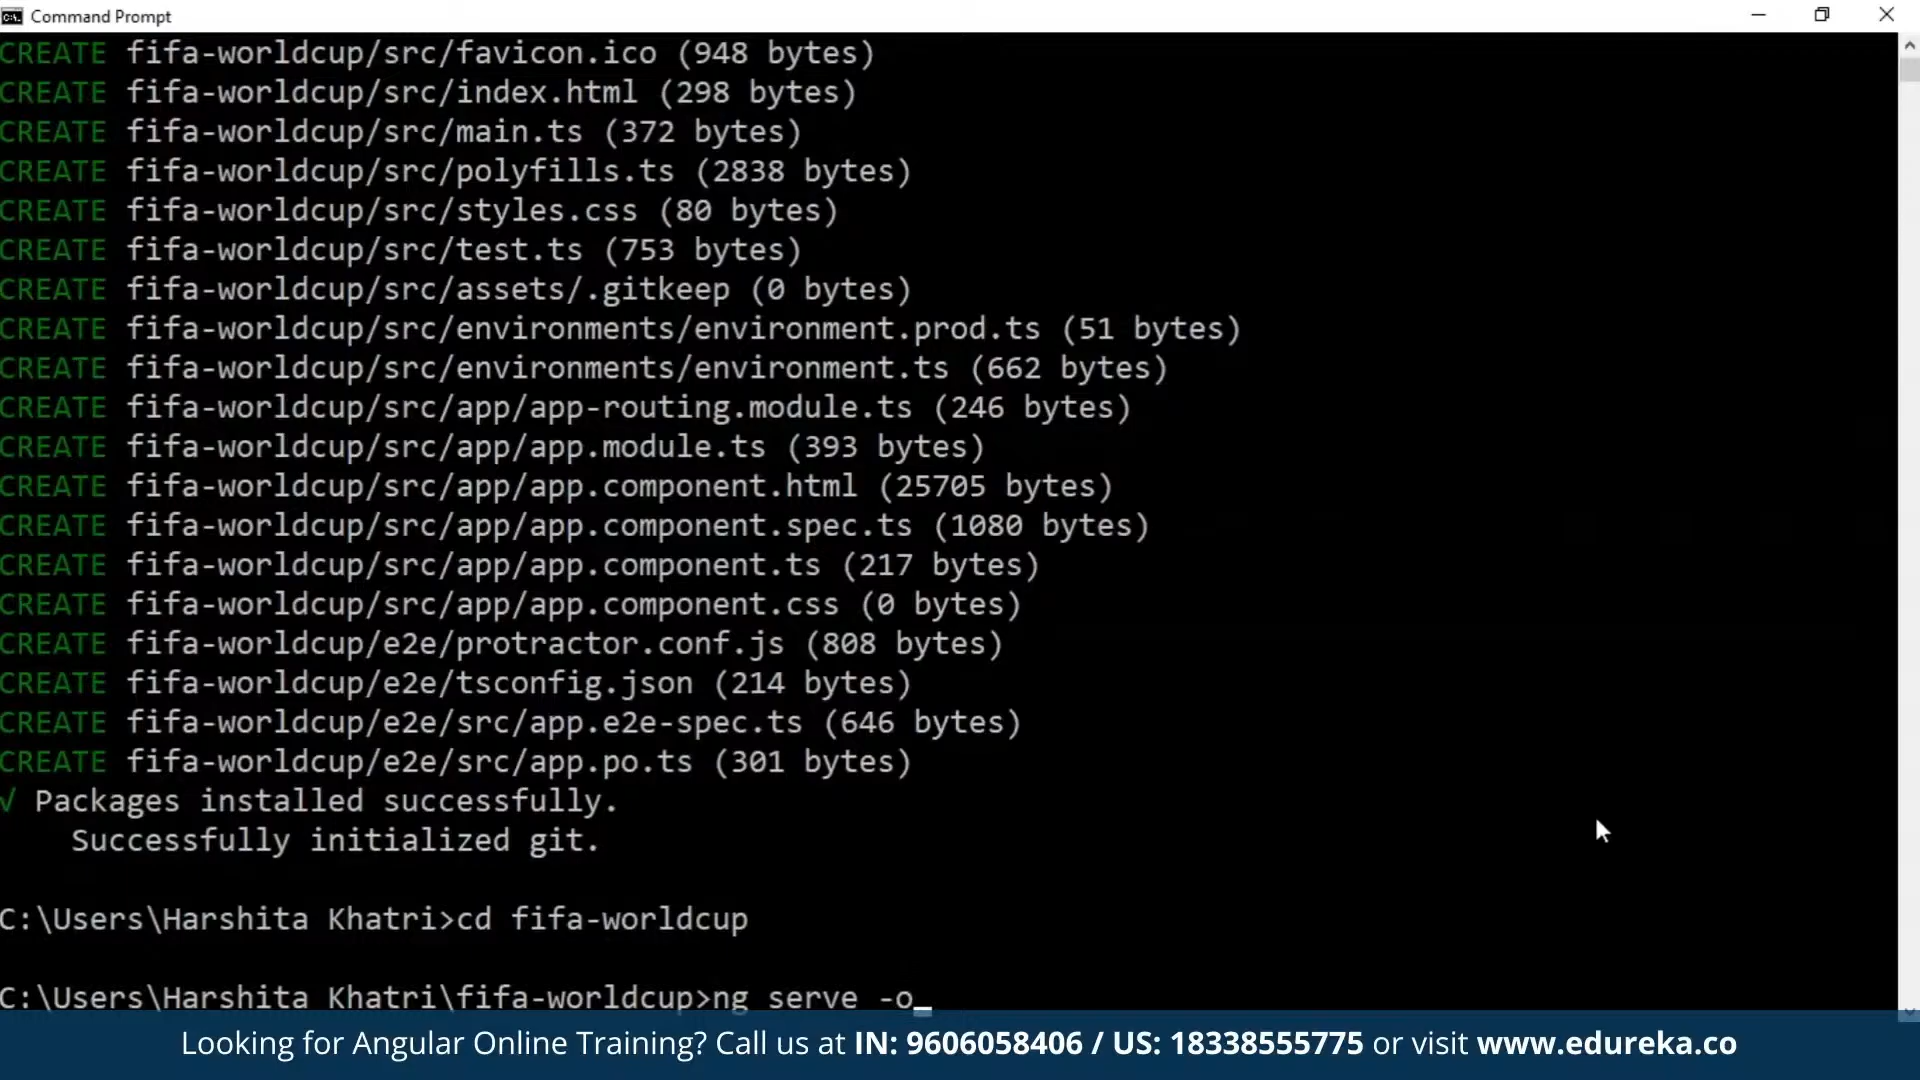 Command Prompt
CREATE fifa-worldcup/src/favicon.ico (948 bytes)
CREATE fifa-worldcup/src/index.html (298 bytes)
CREATE fifa-worldcup/src/main.ts (372 bytes)
CREATE fifa-worldcup/src/polyfills.ts (2838 bytes)
CREATE fifa-worldcup/src/styles.css (80 bytes)
CREATE fifa-worldcup/src/test.ts (753 bytes)
CREATE fifa-worldcup/src/assets/.gitkeep (0 bytes)
CREATE fifa-worldcup/src/environments/environment.prod.ts (51 bytes)
CREATE fifa-worldcup/src/environments/environment.ts (662 bytes)
CREATE fifa-worldcup/src/app/app-routing.module.ts (246 bytes)
CREATE fifa-worldcup/src/app/app.module.ts (393 bytes)
CREATE fifa-worldcup/src/app/app.component.html (25705 bytes)
CREATE fifa-worldcup/src/app/app.component.spec.ts (1080 bytes)
CREATE fifa-worldcup/src/app/app.component.ts (217 bytes)
CREATE fifa-worldcup/src/app/app.component.css (0 bytes)
CREATE fifa-worldcup/e2e/protractor.conf.js (808 bytes)
CREATE fifa-worldcup/e2e/tsconfig.json (214 bytes)
CREATE fifa-worldcup/e2e/src/app.e2e-spec.ts (646 bytes)
CREATE fifa-worldcup/e2e/src/app.po.ts (301 bytes)
√ Packages installed successfully.
Successfully initialized git.
C:\Users\Harshita Khatri>cd fifa-worldcup
C:\Users\Harshita Khatri\fifa-worldcup>ng serve -o_
Looking for Angular Online Training? Call us at IN: 9606058406 / US: 18338555775 or visit www.edureka.co